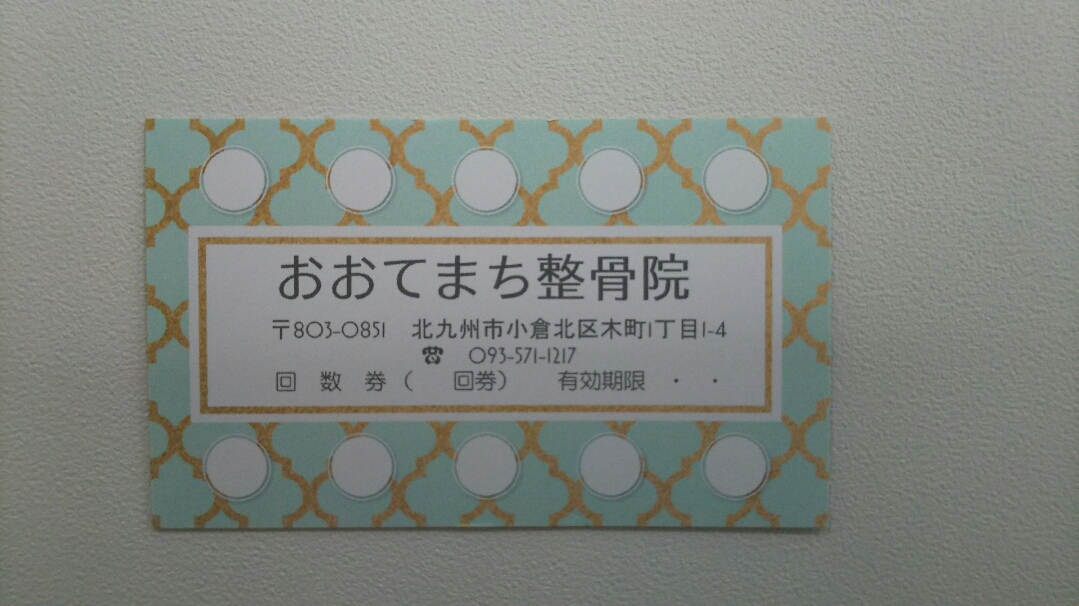 おおてまち整骨院
〒803-0851 北九州市小倉北区木町1丁目1-4
☎ 093-571-1217
回 数 券 (   回券) 有効期限 ・ ・